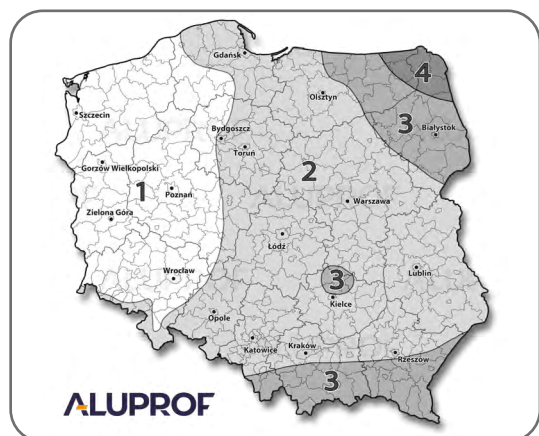 Gdańsk
4
Olsztyn
Szczecin
3
Białystok
Bydgoszcz
Toruń
Gorzów Wielkopolski
2
1
Poznań
Warszawa
Zielona Góra
Łódź
Lublin
Wrocław
3
Kielce
Opole
Katowice
Kraków
Rzeszów
3
ALUPROF